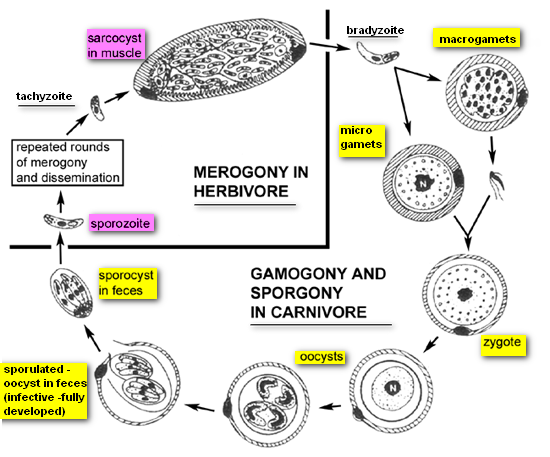 sarcocyst
in muscle
bradyzoite
macrogamets
tachyzoite
micro
gamets
repeated rounds
of merogony
and dissemination
MEROGONY IN
HERBIVORE
N
sporozoite
sporocyst
in feces
GAMOGONY AND
SPORGONY
IN CARNIVORE
zygote
oocysts
sporulated -
oocyst in feces
(infective -fully
developed)
N